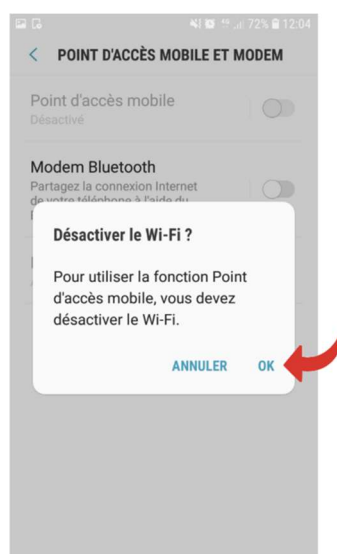 72% 12:04
POINT D'ACCÈS MOBILE ET MODEM
Point d'accès mobile
Désactivé
Modem Bluetooth
Partagez la connexion Internet
de votre téléphone à l'aide du
Désactiver le Wi-Fi ?
Pour utiliser la fonction Point
d'accès mobile, vous devez
désactiver le Wi-Fi.
ANNULER OK